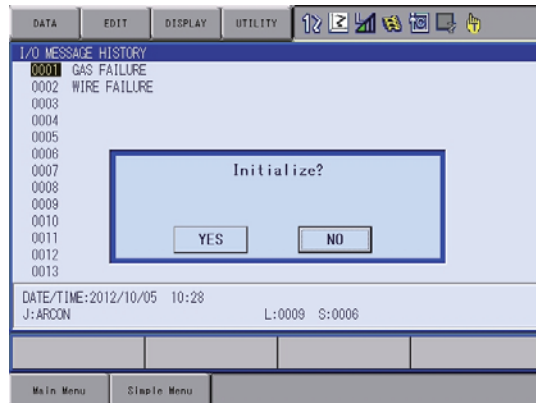 DATA EDIT DISPLAY UTILITY
I/O MESSAGE HISTORY
0001 GAS FAILURE
0002 WIRE FAILURE
0003
0004
0005
0006
0007
0008
0009
0010
0011
0012
0013
Initialize?
YES NO
DATE/TIME:2012/10/05 10:28
J:ARCON L:0009 S:0006
Main Menu Simple Menu